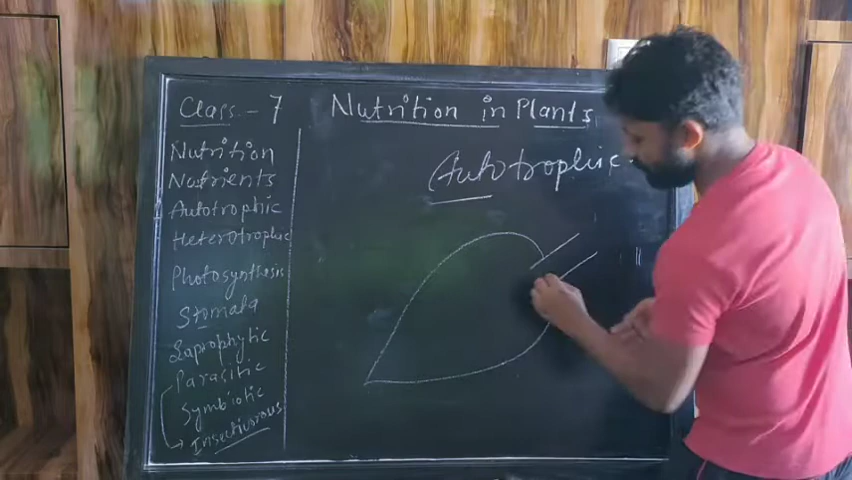 Class - 7
Nutrition in Plants
Nutrition
Nutrients
Autotrophic
Heterotrophic
Photosynthesis
Stomata
Saprophytic
Parasitic
Symbiotic
Insectivorous
Autotrophic